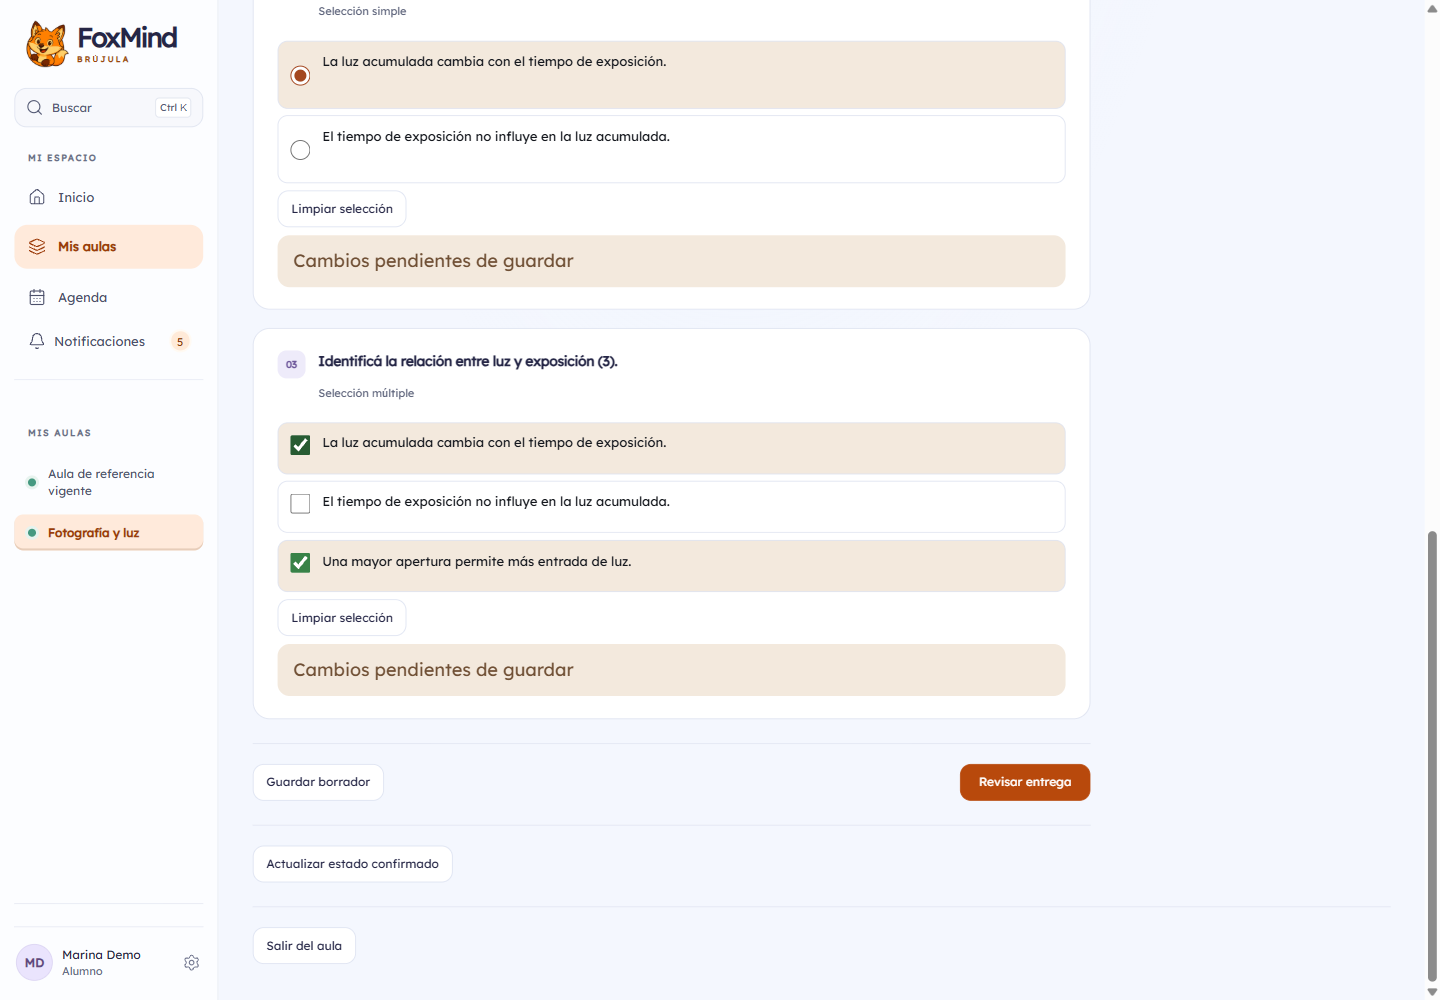 FoxMind
BRÚJULA
Buscar
Ctrl K
MI ESPACIO
Inicio
Mis aulas
Agenda
Notificaciones
5
MIS AULAS
Aula de referencia
vigente
Fotografía y luz
MD
Marina Demo
Alumno
Selección simple
La luz acumulada cambia con el tiempo de exposición.
El tiempo de exposición no influye en la luz acumulada.
Limpiar selección
Cambios pendientes de guardar
03
Identificá la relación entre luz y exposición (3).
Selección múltiple
La luz acumulada cambia con el tiempo de exposición.
El tiempo de exposición no influye en la luz acumulada.
Una mayor apertura permite más entrada de luz.
Limpiar selección
Cambios pendientes de guardar
Guardar borrador
Revisar entrega
Actualizar estado confirmado
Salir del aula